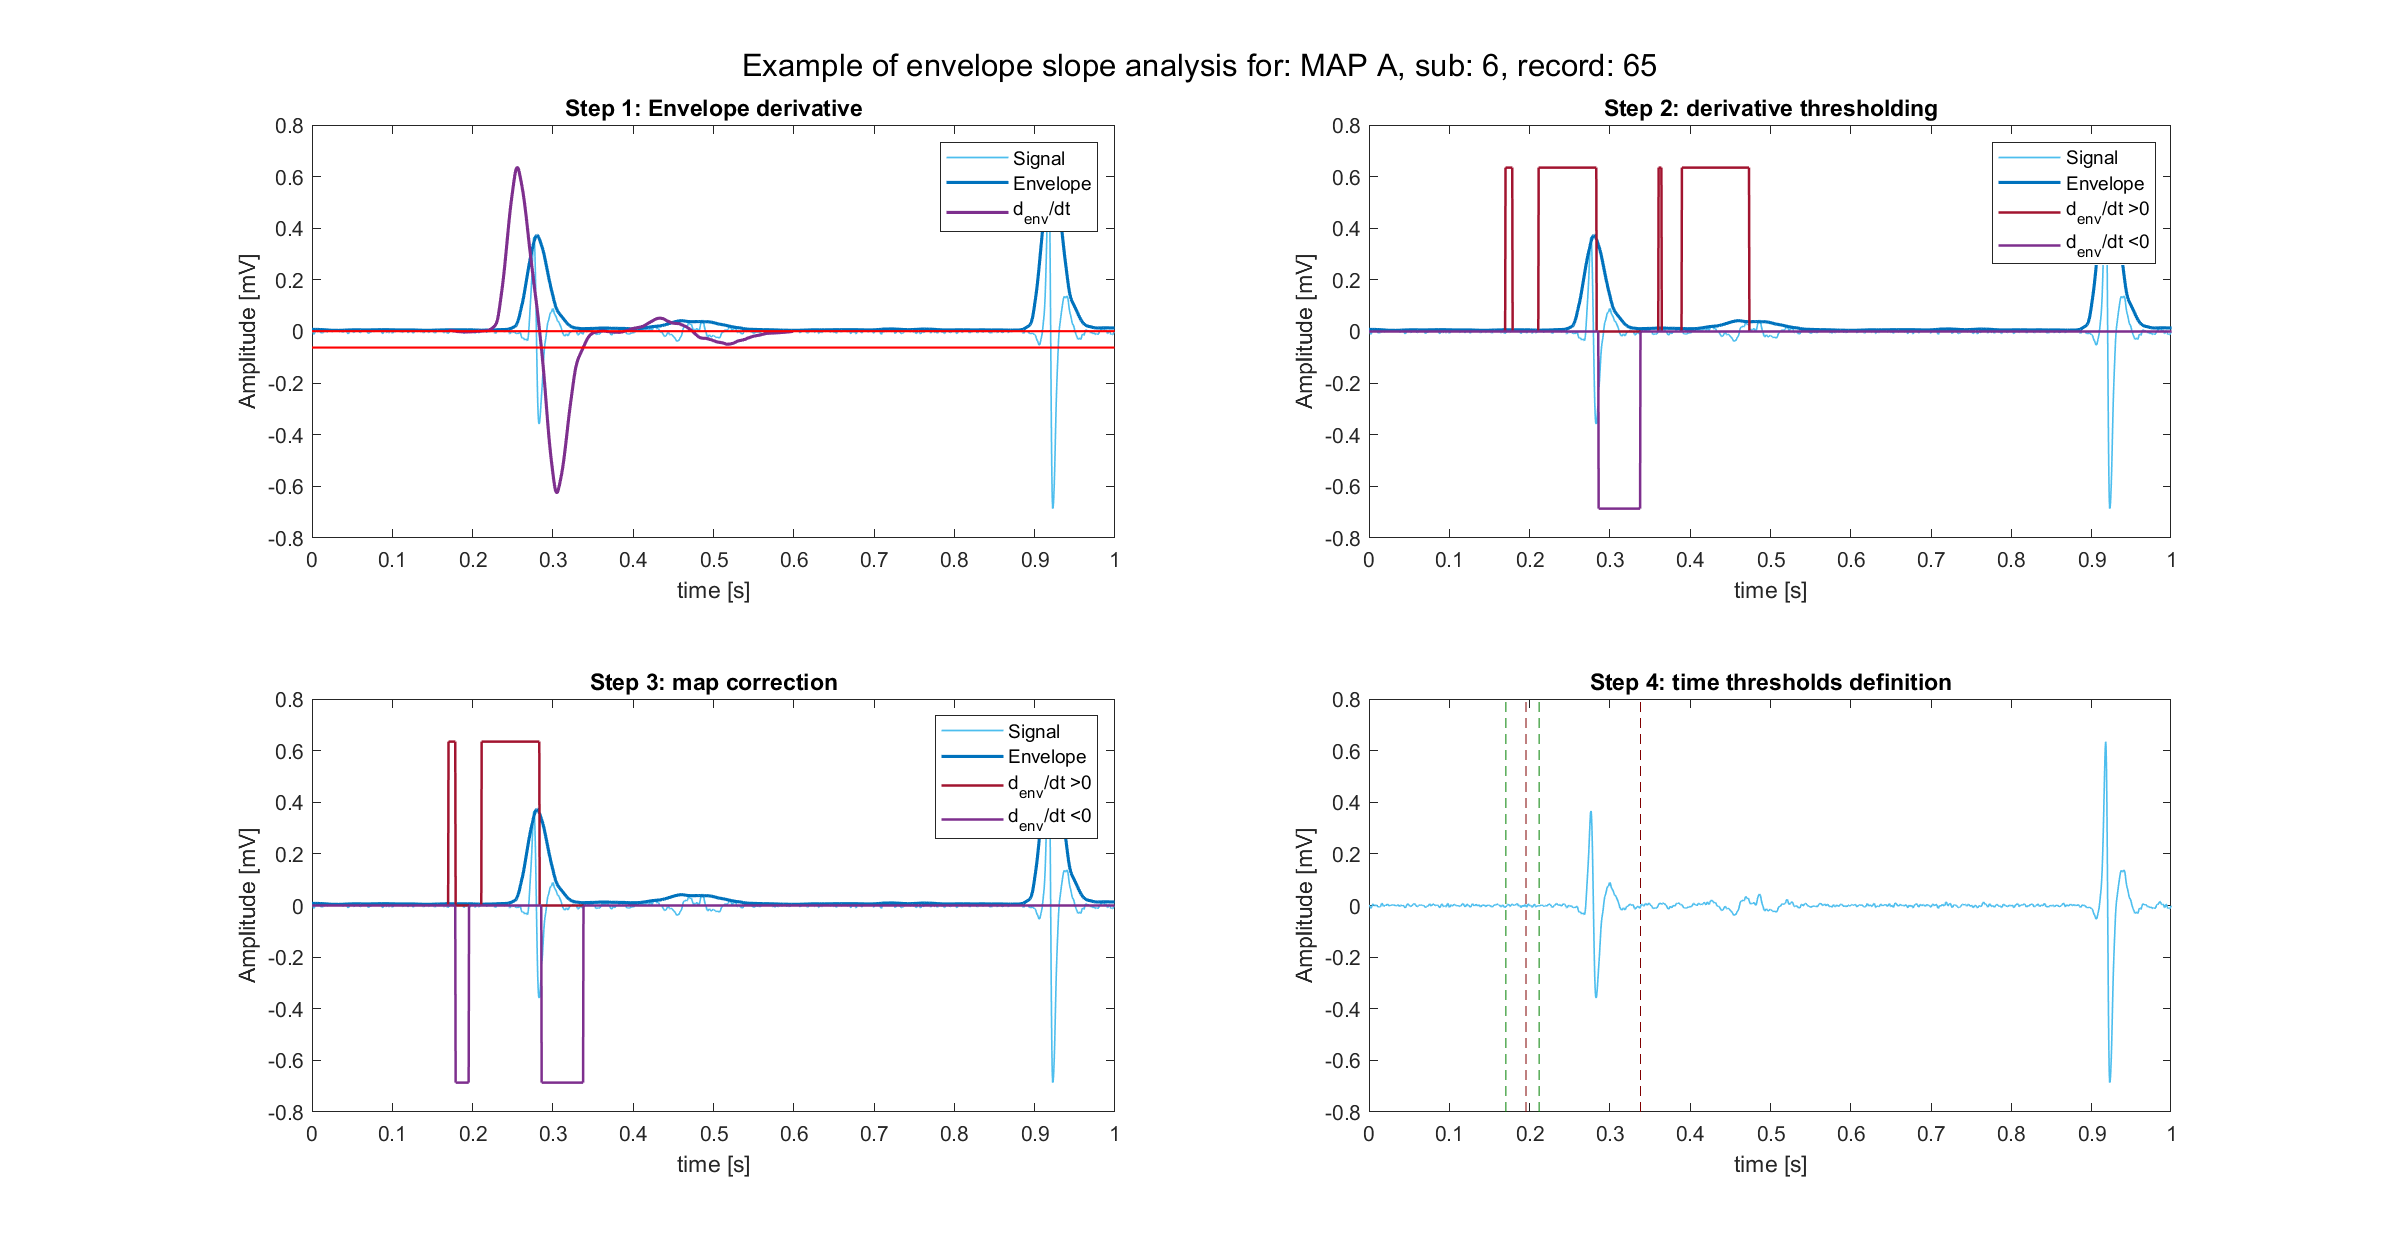 Example of envelope slope analysis for: MAP A, sub: 6, record: 65
Step 1: Envelope derivative
0.8
0.6
0.4
0.2
0
-0.2
-0.4
-0.6
-0.8
Amplitude [mV]
0 0.1 0.2 0.3 0.4 0.5 0.6 0.7 0.8 0.9 1
time [s]
Signal
Envelope
d_env/dt
Step 2: derivative thresholding
0.8
0.6
0.4
0.2
0
-0.2
-0.4
-0.6
-0.8
Amplitude [mV]
0 0.1 0.2 0.3 0.4 0.5 0.6 0.7 0.8 0.9 1
time [s]
Signal
Envelope
d_env/dt >0
d_env/dt <0
Step 3: map correction
0.8
0.6
0.4
0.2
0
-0.2
-0.4
-0.6
-0.8
Amplitude [mV]
0 0.1 0.2 0.3 0.4 0.5 0.6 0.7 0.8 0.9 1
time [s]
Signal
Envelope
d_env/dt >0
d_env/dt <0
Step 4: time thresholds definition
0.8
0.6
0.4
0.2
0
-0.2
-0.4
-0.6
-0.8
Amplitude [mV]
0 0.1 0.2 0.3 0.4 0.5 0.6 0.7 0.8 0.9 1
time [s]